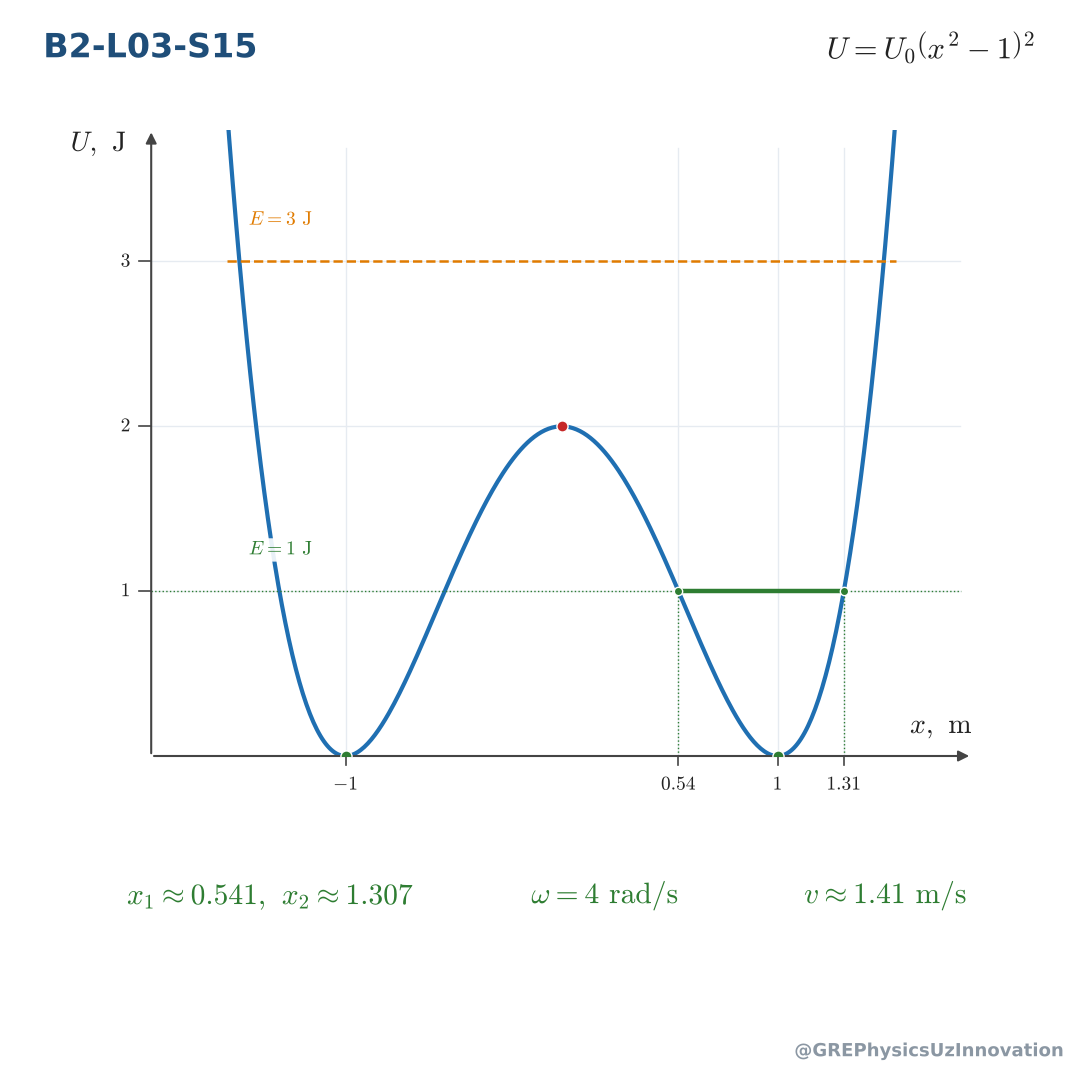 B2-L03-S15
U = U₀(x² − 1)²
U, J
E = 3 J
3
2
E = 1 J
1
x, m
−1
0.54
1
1.31
x₁ ≈ 0.541, x₂ ≈ 1.307
ω = 4 rad/s
v ≈ 1.41 m/s
@GREPhysicsUzInnovation